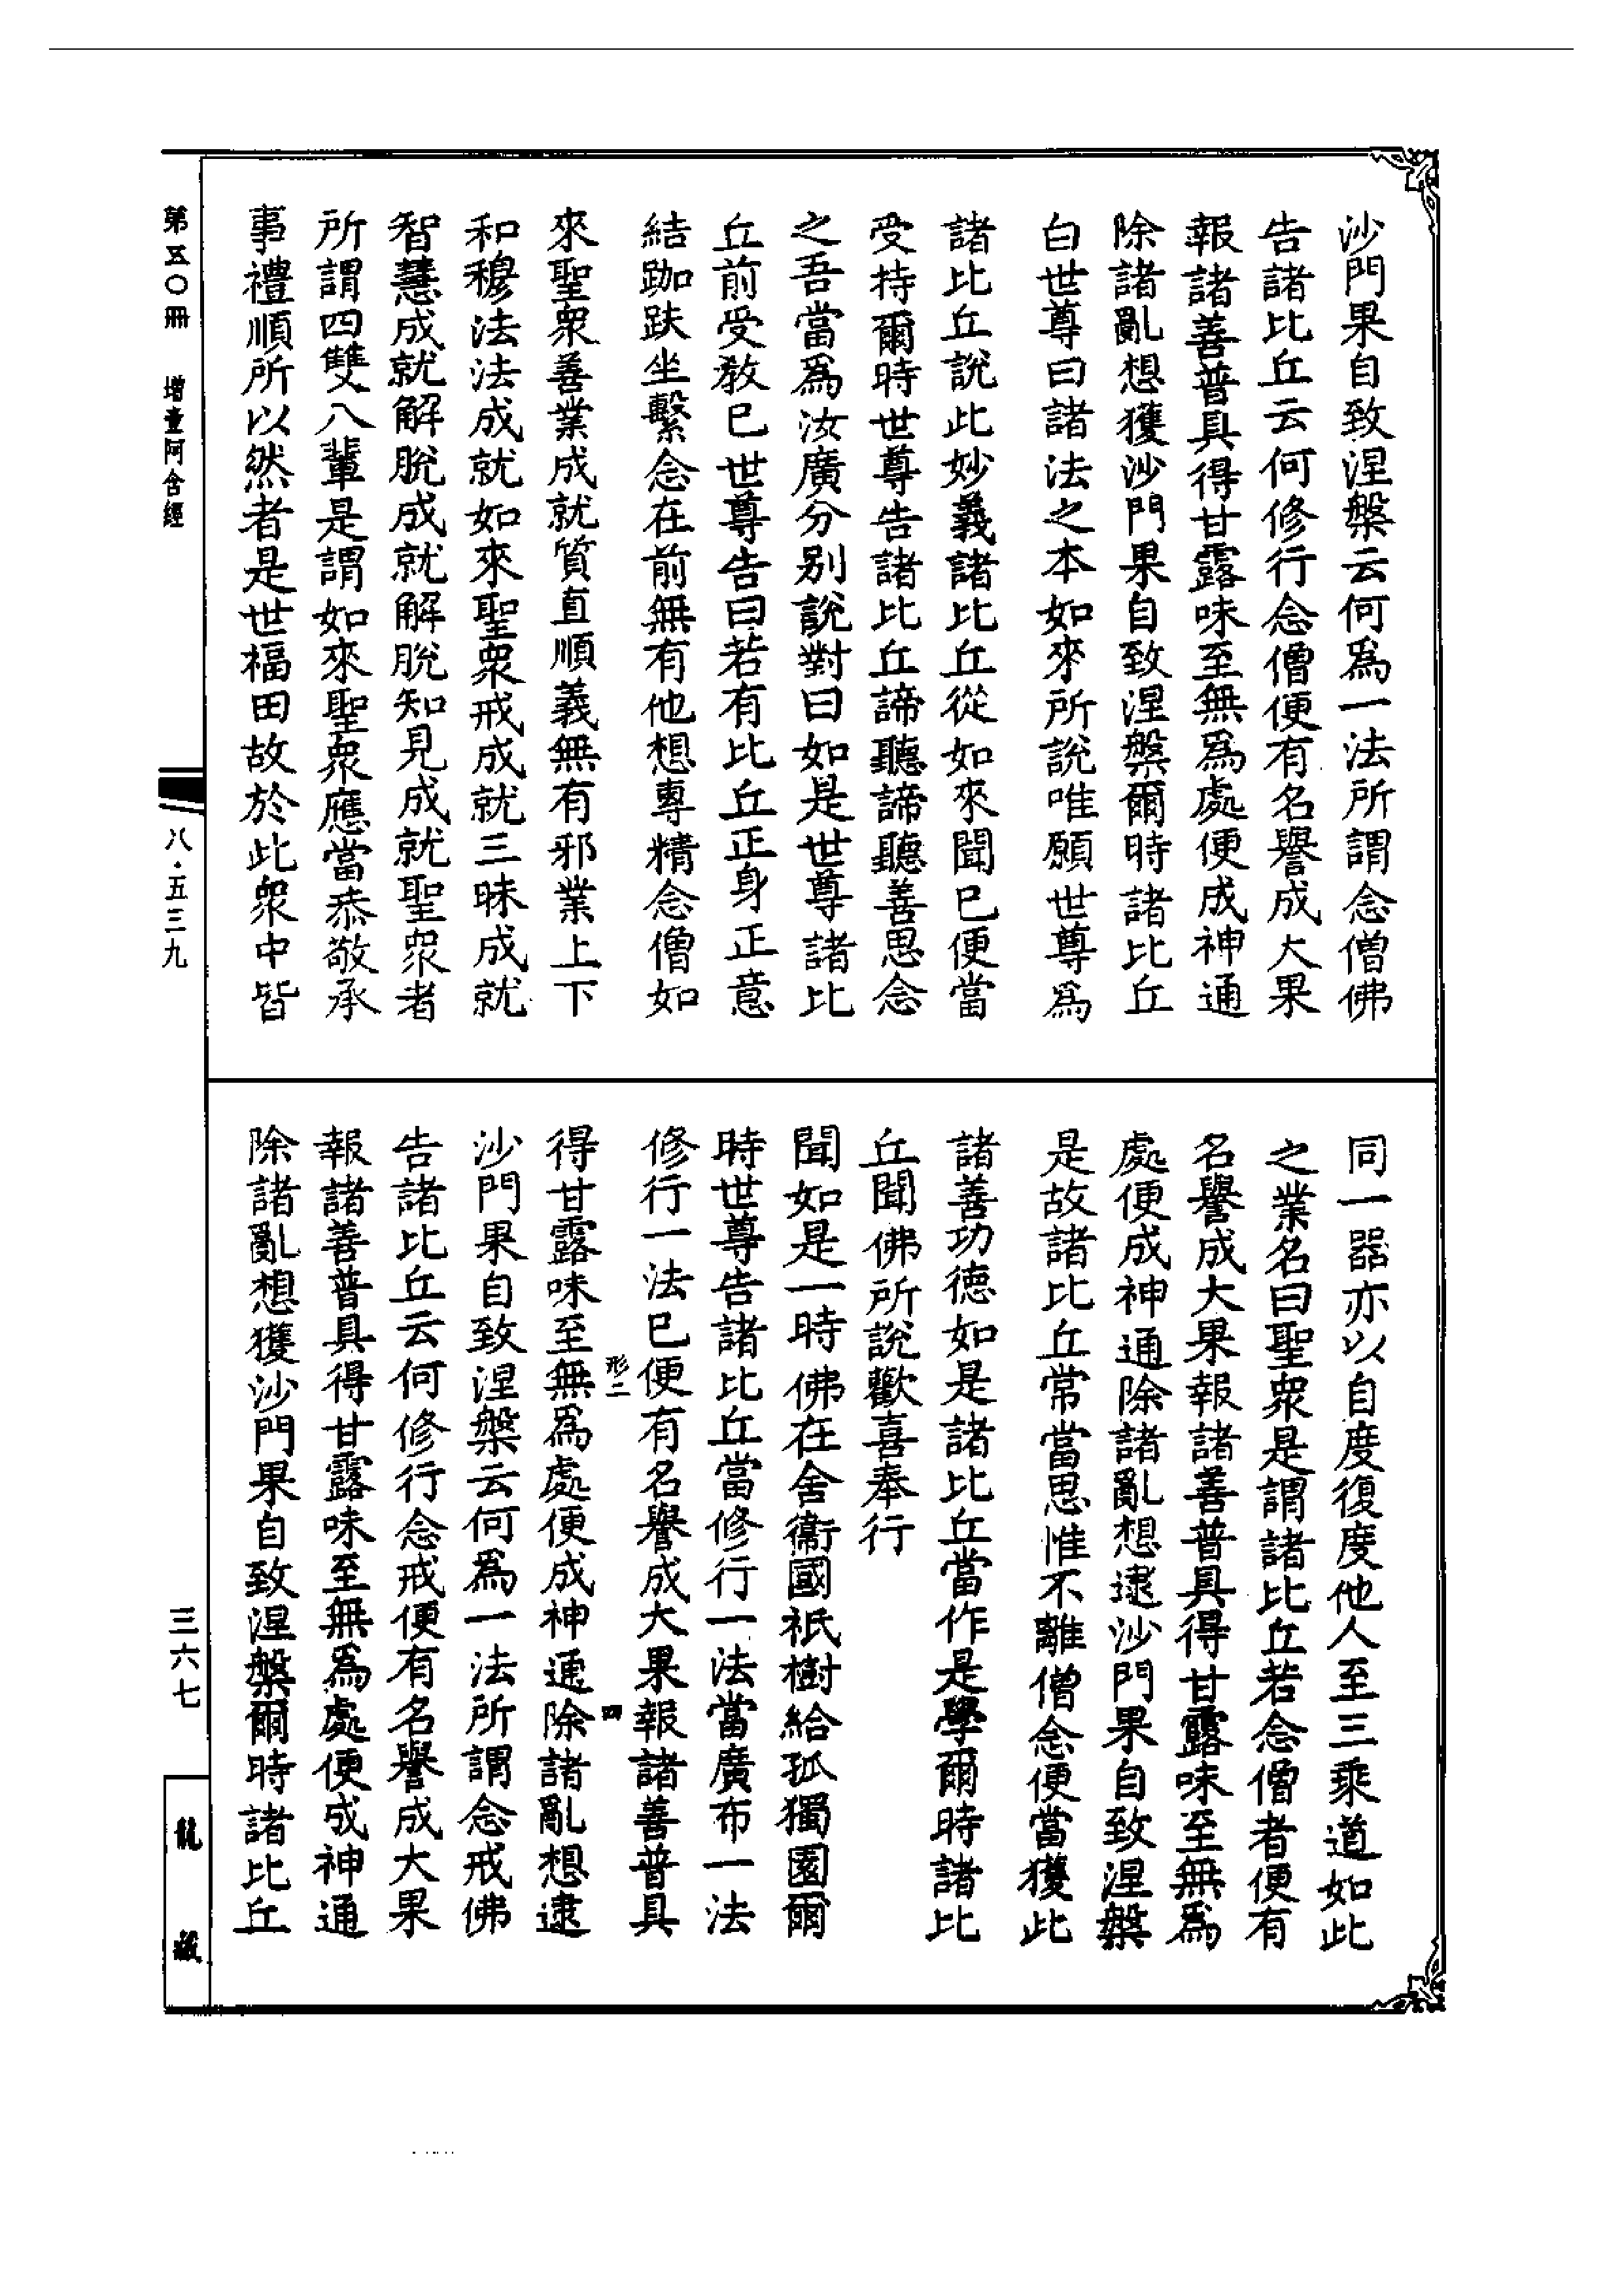 沙門果自致涅槃云何爲一法所謂念僧佛
告諸比丘云何修行念僧便有名譽成大果
報諸善普具得甘露味至無爲處便成神通
除諸亂想獲沙門果自致涅槃爾時諸比丘
白世尊曰諸法之本如來所說唯願世尊爲
諸比丘說此妙義諸比丘從如來聞已便當
受持爾時世尊告諸比丘諦聽諦聽善思念
之吾當爲汝廣分別說對曰如是世尊諸比
丘前受教已世尊告曰若有比丘正身正意
結跏趺坐繫念在前無有他想專精念僧如
來聖衆善業成就質直順義無有邪業上下
和穆法法成就如來聖衆戒成就三昧成就
智慧成就解脫成就解脫知見成就聖衆者
所謂四雙八輩是謂如來聖衆應當恭敬承
事禮順所以然者是世福田故於此衆中皆
同一器亦以自度復度他人至三乘道如此
之業名曰聖衆是謂諸比丘若念僧者便有
名譽成大果報諸善普具得甘露味至無爲
處便成神通除諸亂想逮沙門果自致涅槃
是故諸比丘常當思惟不離僧念便當獲此
諸善功德如是諸比丘當作是學爾時諸比
丘聞佛所說歡喜奉行
聞如是一時佛在舍衞國祇樹給孤獨園爾
時世尊告諸比丘當修行一法當廣布一法
修行一法已便有名譽成大果報諸善普具
形二 四
得甘露味至無爲處便成神通除諸亂想逮
沙門果自致涅槃云何爲一法所謂念戒佛
告諸比丘云何修行念戒便有名譽成大果
報諸善普具得甘露味至無爲處便成神通
除諸亂想獲沙門果自致涅槃爾時諸比丘
第五〇冊 增壹阿含經
八·五三九
三六七
龍藏